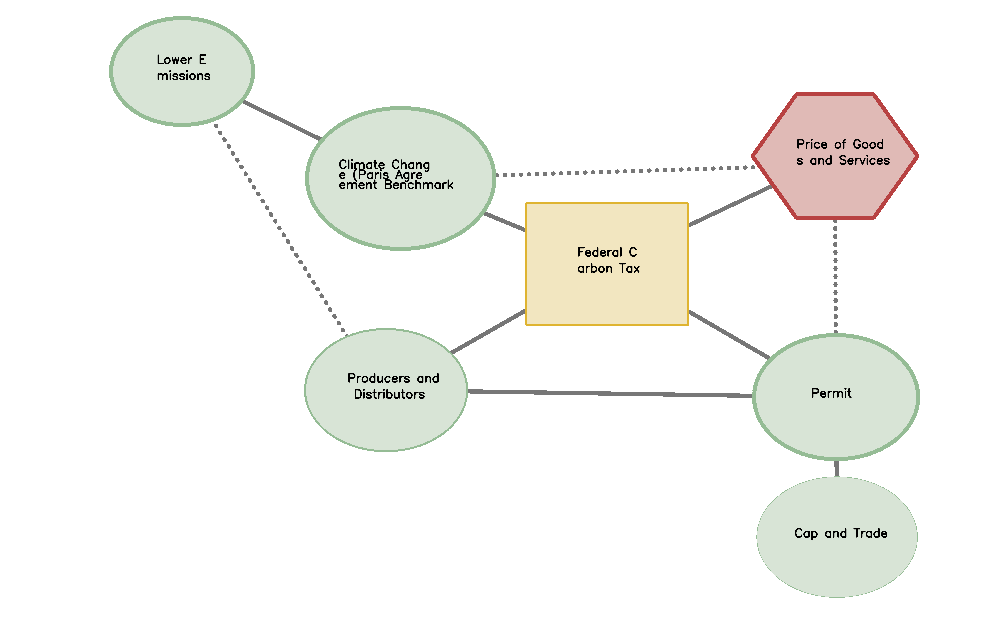 Lower E
missions
Climate Chang
e (Paris Agre
ement Benchmark
Price of Good
s and Services
Federal C
arbon Tax
Producers and
Distributors
Permit
Cap and Trade